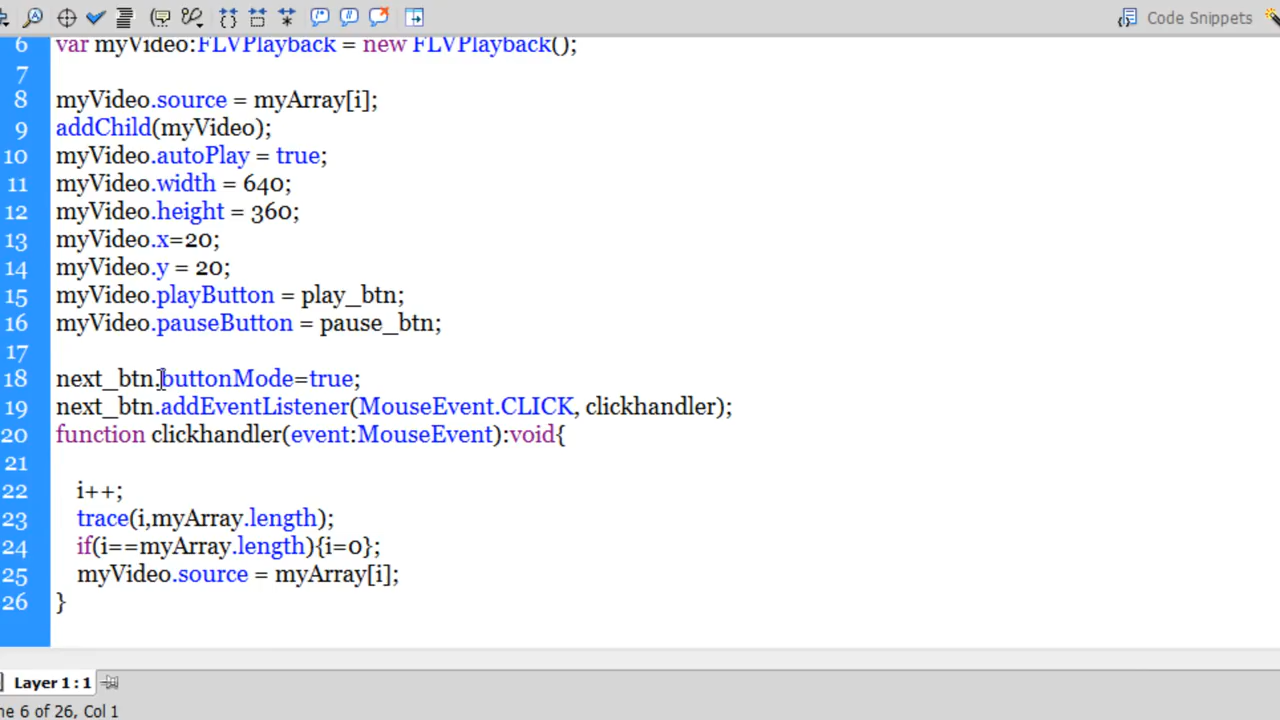 Code Snippets
6 var myVideo:FLVPlayback = new FLVPlayback();
7
8 myVideo.source = myArray[i];
9 addChild(myVideo);
10 myVideo.autoPlay = true;
11 myVideo.width = 640;
12 myVideo.height = 360;
13 myVideo.x=20;
14 myVideo.y = 20;
15 myVideo.playButton = play_btn;
16 myVideo.pauseButton = pause_btn;
17
18 next_btn.buttonMode=true;
19 next_btn.addEventListener(MouseEvent.CLICK, clickhandler);
20 function clickhandler(event:MouseEvent):void{
21
22 i++;
23 trace(i,myArray.length);
24 if(i==myArray.length){i=0};
25 myVideo.source = myArray[i];
26 }
Layer 1 : 1
ne 6 of 26, Col 1